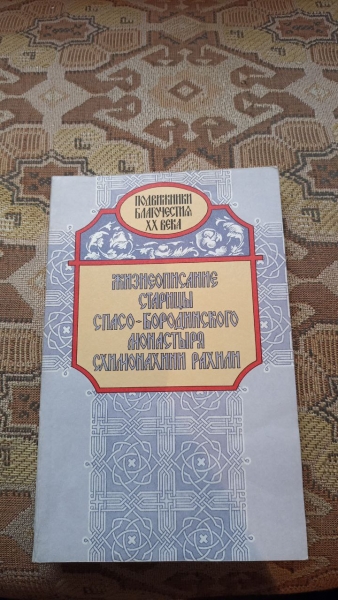 ПОДВИЖНИКИ
БЛАГОЧЕСТИЯ
XX ВЕКА
ЖИЗНЕОПИСАНИЕ
СТАРИЦЫ
СПАСО-БОРОДИНСКОГО
МОНАСТЫРЯ
СХИМОНАХИНИ РАХИЛИ